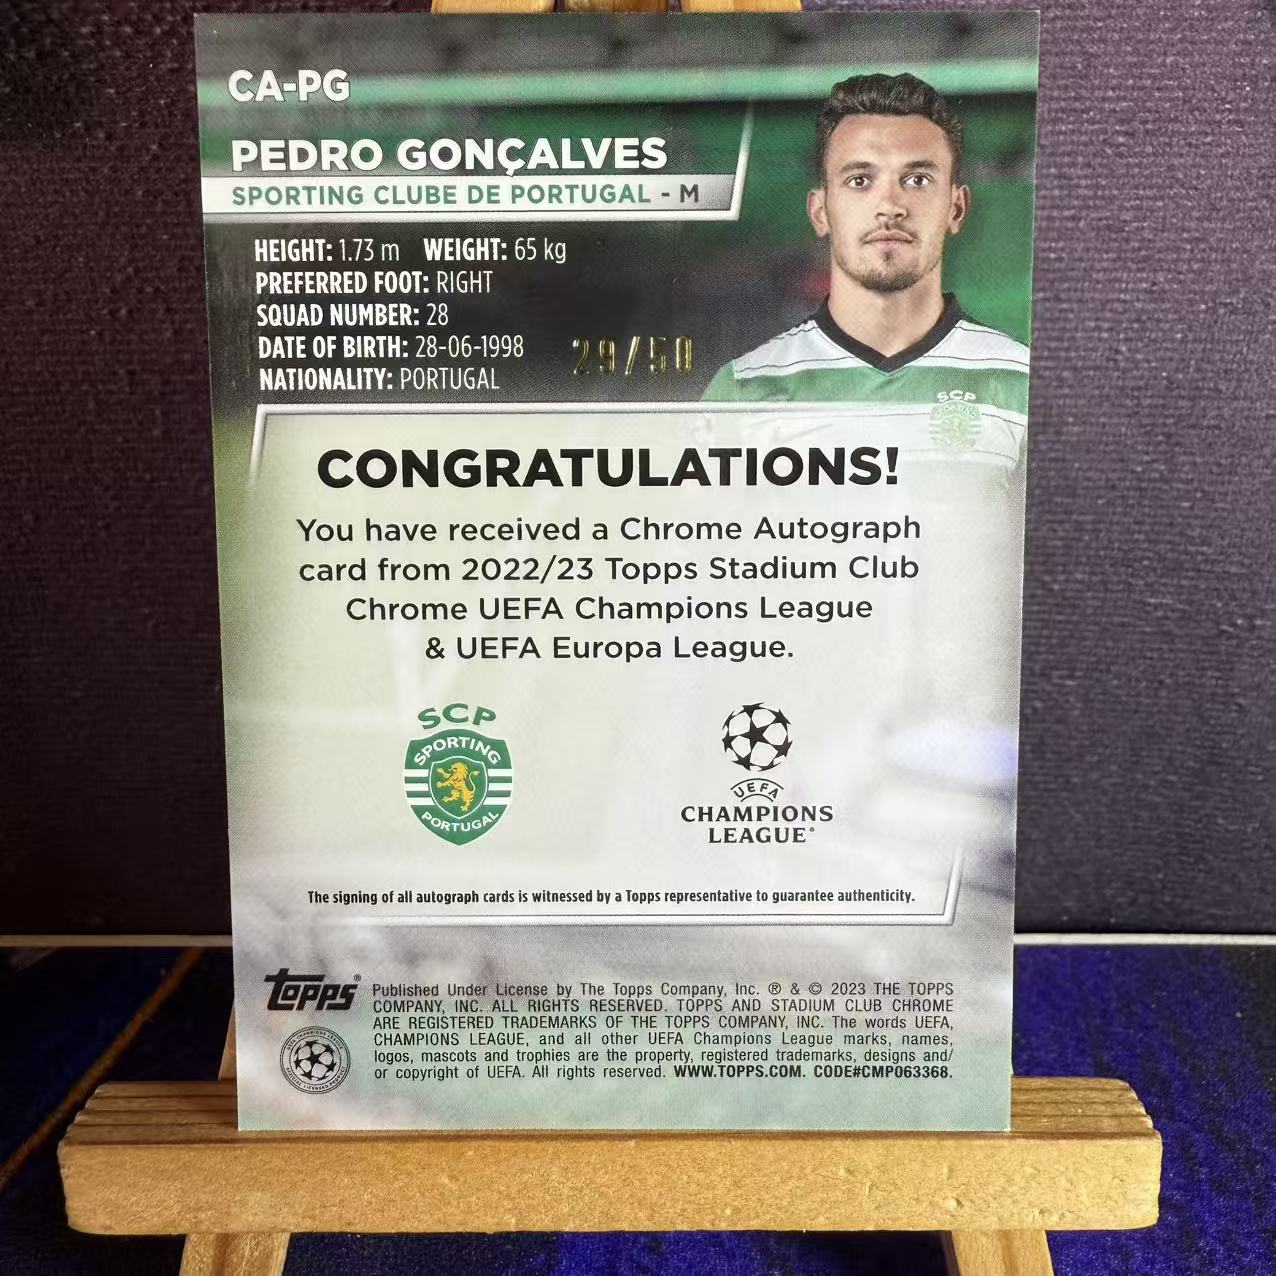 CA-PG
PEDRO GONÇALVES
SPORTING CLUBE DE PORTUGAL - M
HEIGHT: 1.73 m WEIGHT: 65 kg
PREFERRED FOOT: RIGHT
SQUAD NUMBER: 28
DATE OF BIRTH: 28-06-1998
NATIONALITY: PORTUGAL
29/50
SCP
SPORTING
CONGRATULATIONS!
You have received a Chrome Autograph
card from 2022/23 Topps Stadium Club
Chrome UEFA Champions League
& UEFA Europa League.
SCP
SPORTING
PORTUGAL
UEFA
CHAMPIONS
LEAGUE®
The signing of all autograph cards is witnessed by a Topps representative to guarantee authenticity.
Topps®
Published Under License by The Topps Company, Inc. ® & © 2023 THE TOPPS
COMPANY, INC. ALL RIGHTS RESERVED. TOPPS AND STADIUM CLUB CHROME
ARE REGISTERED TRADEMARKS OF THE TOPPS COMPANY, INC. The words UEFA,
CHAMPIONS LEAGUE, and all other UEFA Champions League marks, names,
logos, mascots and trophies are the property, registered trademarks, designs and/
or copyright of UEFA. All rights reserved. WWW.TOPPS.COM. CODE#CMP063368.